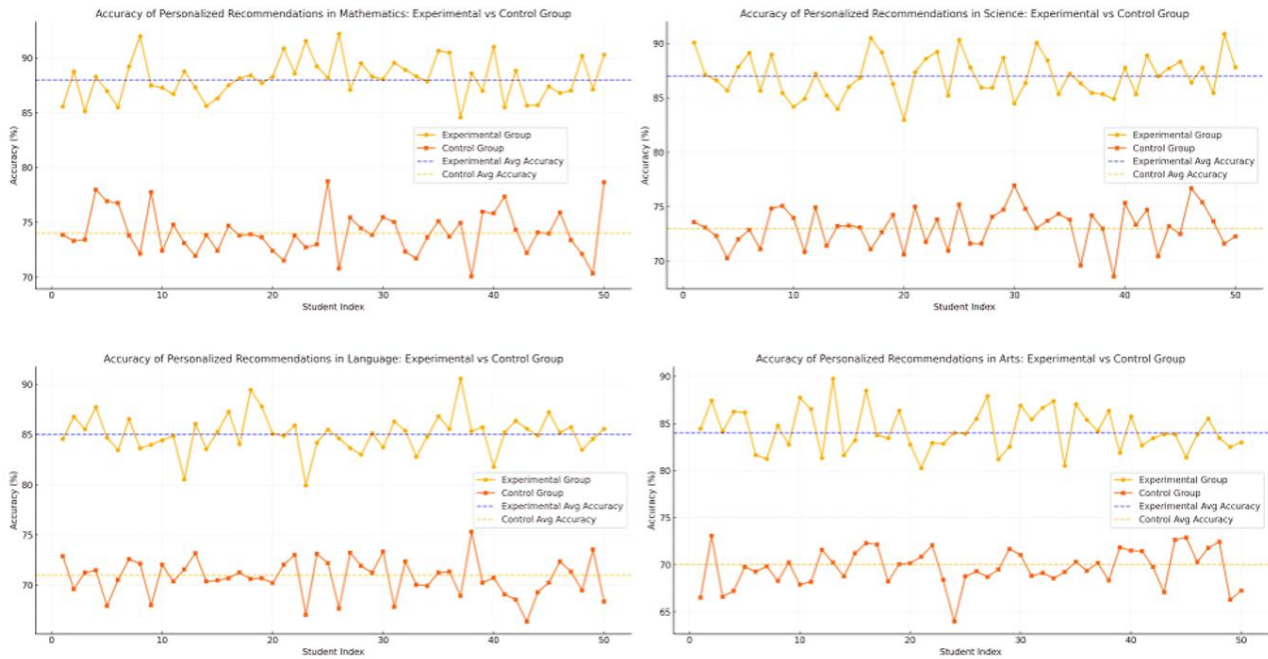 Accuracy of Personalized Recommendations in Mathematics: Experimental vs Control Group
Accuracy (%)
90
85
80
75
70
Experimental Group
Control Group
Experimental Avg Accuracy
Control Avg Accuracy
0 10 20 30 40 50
Student Index
Accuracy of Personalized Recommendations in Science: Experimental vs Control Group
Accuracy (%)
90
85
80
75
70
Experimental Group
Control Group
Experimental Avg Accuracy
Control Avg Accuracy
0 10 20 30 40 50
Student Index
Accuracy of Personalized Recommendations in Language: Experimental vs Control Group
Accuracy (%)
90
85
80
75
70
Experimental Group
Control Group
Experimental Avg Accuracy
Control Avg Accuracy
0 10 20 30 40 50
Student Index
Accuracy of Personalized Recommendations in Arts: Experimental vs Control Group
Accuracy (%)
90
85
80
75
70
65
Experimental Group
Control Group
Experimental Avg Accuracy
Control Avg Accuracy
0 10 20 30 40 50
Student Index